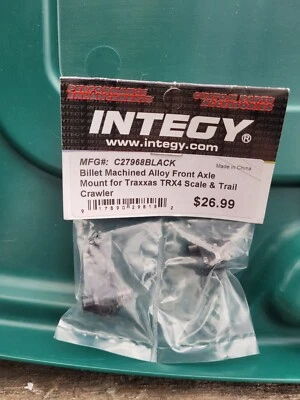 INTEGY®
www.integy.com
MFG#: C27968BLACK
Made in China
Billet Machined Alloy Front Axle
Mount for Traxxas TRX4 Scale & Trail
Crawler
$26.99